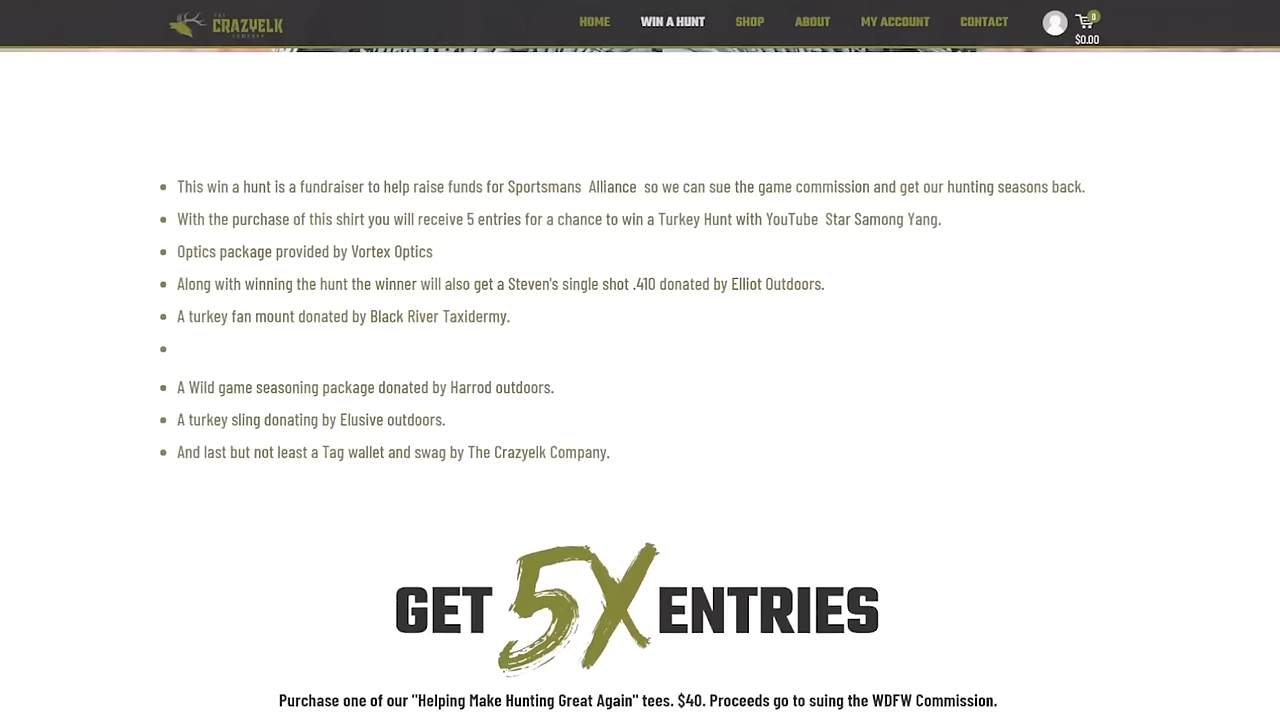 THE
CRAZYELK
COMPANY
HOME
WIN A HUNT
SHOP
ABOUT
MY ACCOUNT
CONTACT
0
$0.00
This win a hunt is a fundraiser to help raise funds for Sportsmans Alliance so we can sue the game commission and get our hunting seasons back.
With the purchase of this shirt you will receive 5 entries for a chance to win a Turkey Hunt with YouTube Star Samong Yang.
Optics package provided by Vortex Optics
Along with winning the hunt the winner will also get a Steven's single shot .410 donated by Elliot Outdoors.
A turkey fan mount donated by Black River Taxidermy.
A Wild game seasoning package donated by Harrod outdoors.
A turkey sling donating by Elusive outdoors.
And last but not least a Tag wallet and swag by The Crazyelk Company.
GET 5X ENTRIES
Purchase one of our "Helping Make Hunting Great Again" tees. $40. Proceeds go to suing the WDFW Commission.